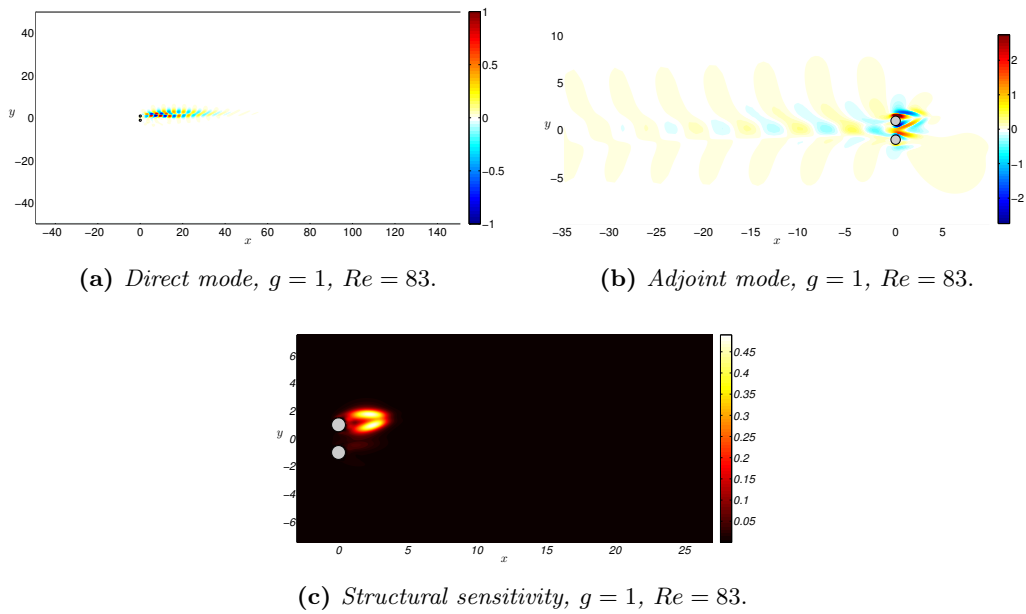 40
20
y
0
−20
−40
−40 −20 0 20 40 60 80 100 120 140
x
1
0.5
0
−0.5
−1
(a) Direct mode, g = 1, Re = 83.
10
5
y
0
−5
−35 −30 −25 −20 −15 −10 −5 0 5
x
2
1
0
−1
−2
(b) Adjoint mode, g = 1, Re = 83.
6
4
2
y
0
−2
−4
−6
0 5 10 15 20 25
x
0.45
0.4
0.35
0.3
0.25
0.2
0.15
0.1
0.05
(c) Structural sensitivity, g = 1, Re = 83.